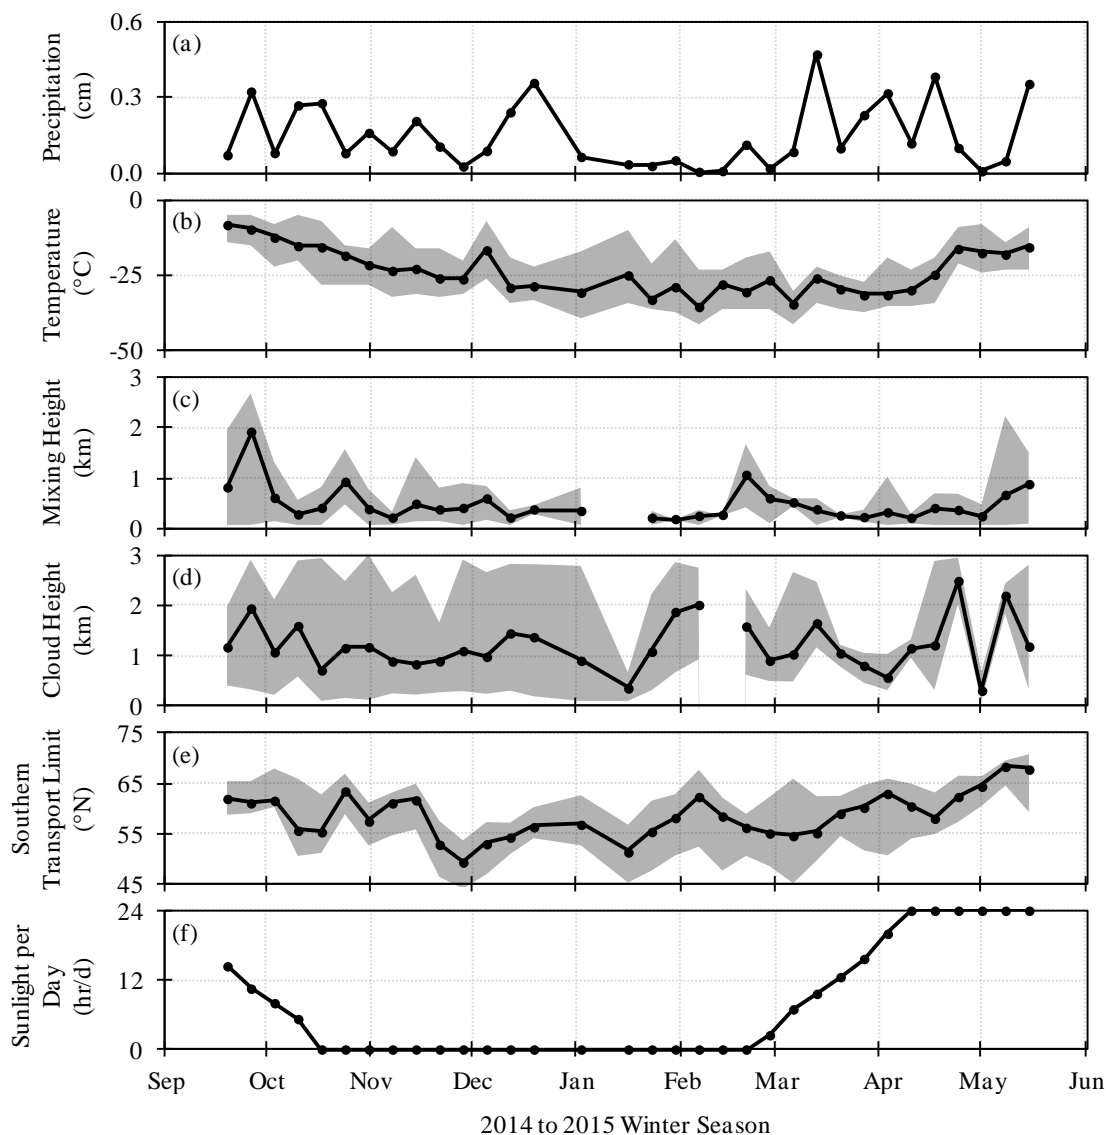 0.6
(a)
Precipitation
(cm)
0.3
0.0
0
(b)
Temperature
(°C)
-25
-50
3
(c)
Mixing Height
(km)
2
1
0
3
(d)
Cloud Height
(km)
2
1
0
75
(e)
Southern
Transport Limit
(°N)
65
55
45
24
(f)
Sunlight per
Day
(hr/d)
12
0
Sep Oct Nov Dec Jan Feb Mar Apr May Jun
2014 to 2015 Winter Season